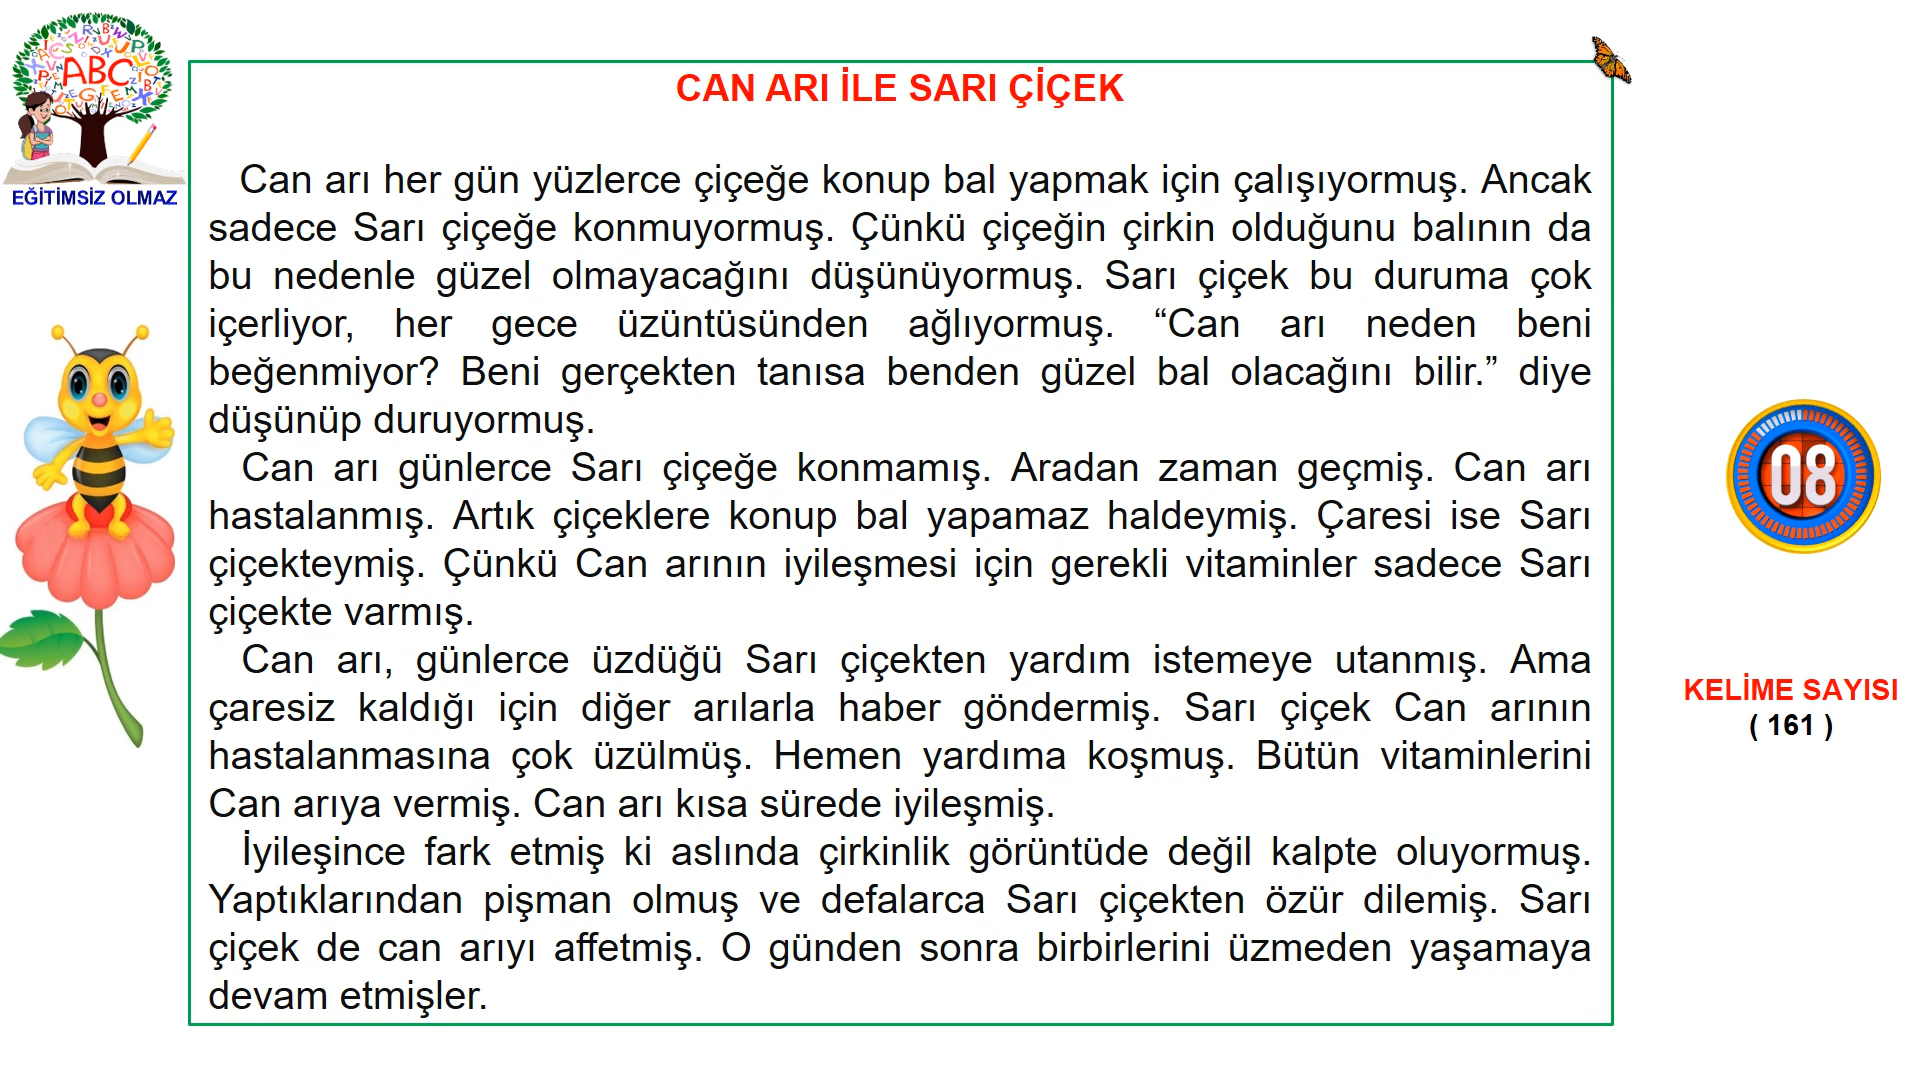 CAN ARI İLE SARI ÇİÇEK
ABC
EĞİTİMSİZ OLMAZ
Can arı her gün yüzlerce çiçeğe konup bal yapmak için çalışıyormuş. Ancak
sadece Sarı çiçeğe konmuyormuş. Çünkü çiçeğin çirkin olduğunu balının da
bu nedenle güzel olmayacağını düşünüyormuş. Sarı çiçek bu duruma çok
içerliyor, her gece üzüntüsünden ağlıyormuş. “Can arı neden beni
beğenmiyor? Beni gerçekten tanısa benden güzel bal olacağını bilir.” diye
düşünüp duruyormuş.
Can arı günlerce Sarı çiçeğe konmamış. Aradan zaman geçmiş. Can arı
hastalanmış. Artık çiçeklere konup bal yapamaz haldeymiş. Çaresi ise Sarı
çiçekteymiş. Çünkü Can arının iyileşmesi için gerekli vitaminler sadece Sarı
çiçekte varmış.
Can arı, günlerce üzdüğü Sarı çiçekten yardım istemeye utanmış. Ama
çaresiz kaldığı için diğer arılarla haber göndermiş. Sarı çiçek Can arının
hastalanmasına çok üzülmüş. Hemen yardıma koşmuş. Bütün vitaminlerini
Can arıya vermiş. Can arı kısa sürede iyileşmiş.
İyileşince fark etmiş ki aslında çirkinlik görüntüde değil kalpte oluyormuş.
Yaptıklarından pişman olmuş ve defalarca Sarı çiçekten özür dilemiş. Sarı
çiçek de can arıyı affetmiş. O günden sonra birbirlerini üzmeden yaşamaya
devam etmişler.
08
KELİME SAYISI
( 161 )